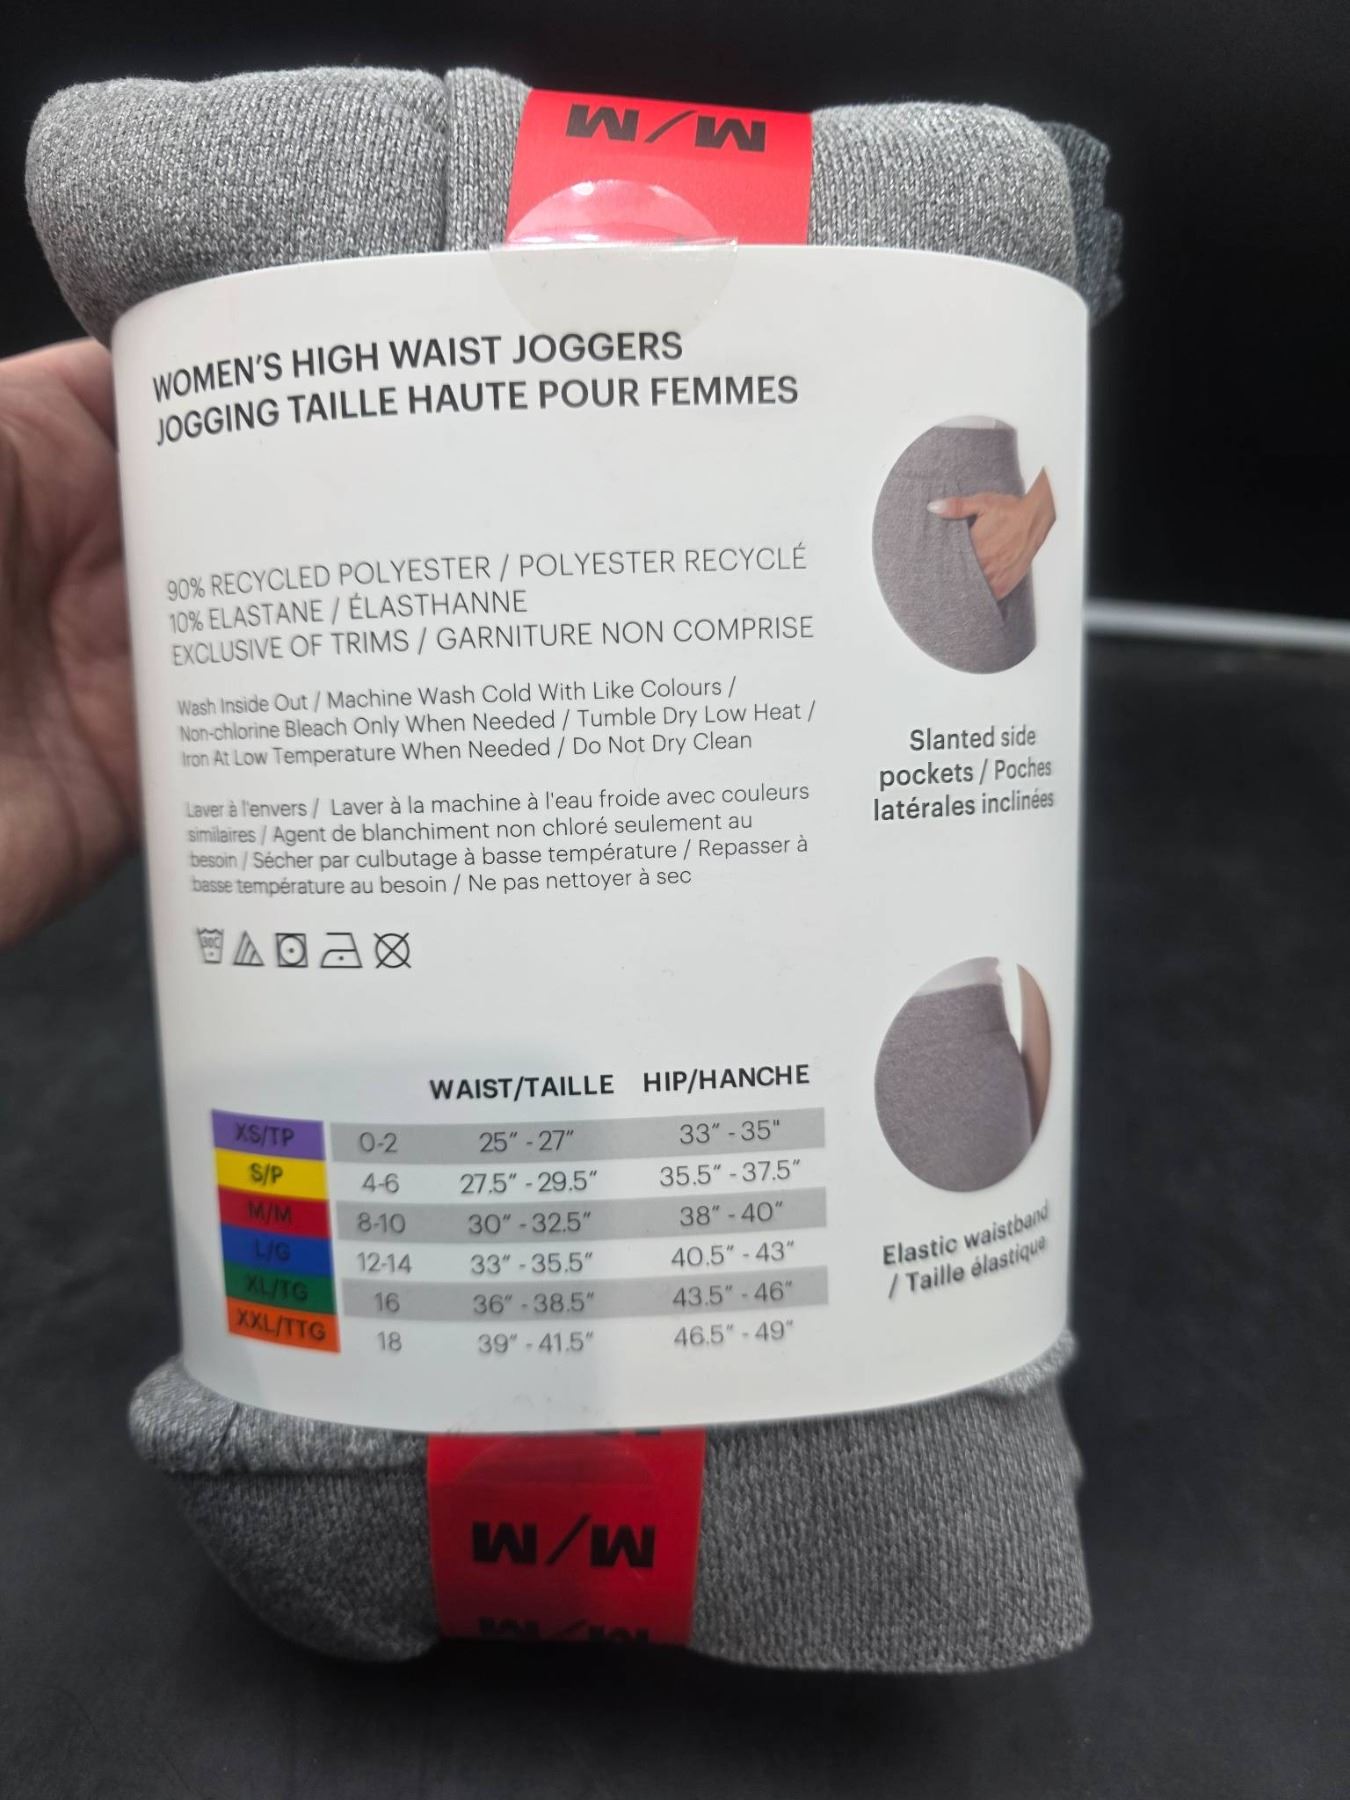 M/M
WOMEN'S HIGH WAIST JOGGERS
JOGGING TAILLE HAUTE POUR FEMMES
90% RECYCLED POLYESTER / POLYESTER RECYCLÉ
10% ELASTANE / ÉLASTHANNE
EXCLUSIVE OF TRIMS / GARNITURE NON COMPRISE
Wash Inside Out / Machine Wash Cold With Like Colours /
Non-chlorine Bleach Only When Needed / Tumble Dry Low Heat /
Iron At Low Temperature When Needed / Do Not Dry Clean
Laver à l'envers / Laver à la machine à l'eau froide avec couleurs
similaires / Agent de blanchiment non chloré seulement au
besoin / Sécher par culbutage à basse température / Repasser à
basse température au besoin / Ne pas nettoyer à sec
30C
Slanted side
pockets / Poches
latérales inclinées
WAIST/TAILLE HIP/HANCHE
XS/TP 0-2 25" - 27" 33" - 35"
S/P 4-6 27.5" - 29.5" 35.5" - 37.5"
M/M 8-10 30" - 32.5" 38" - 40"
L/G 12-14 33" - 35.5" 40.5" - 43"
XL/TG 16 36" - 38.5" 43.5" - 46"
XXL/TTG 18 39" - 41.5" 46.5" - 49"
Elastic waistband
/ Taille élastique
M/M
M/M